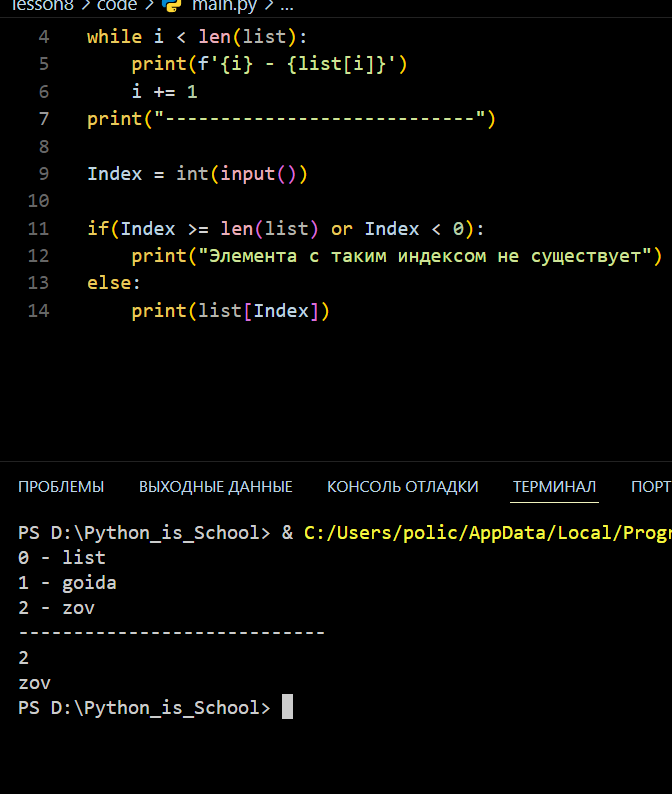 lesson8 > code > main.py > ...
4 while i < len(list):
5 print(f'{i} - {list[i]}')
6 i += 1
7 print("----------------------------")
8
9 Index = int(input())
10
11 if(Index >= len(list) or Index < 0):
12 print("Элемента с таким индексом не существует")
13 else:
14 print(list[Index])
ПРОБЛЕМЫ ВЫХОДНЫЕ ДАННЫЕ КОНСОЛЬ ОТЛАДКИ ТЕРМИНАЛ ПОРТ
PS D:\Python_is_School> & C:/Users/polic/AppData/Local/Progr
0 - list
1 - goida
2 - zov
----------------------------
2
zov
PS D:\Python_is_School>